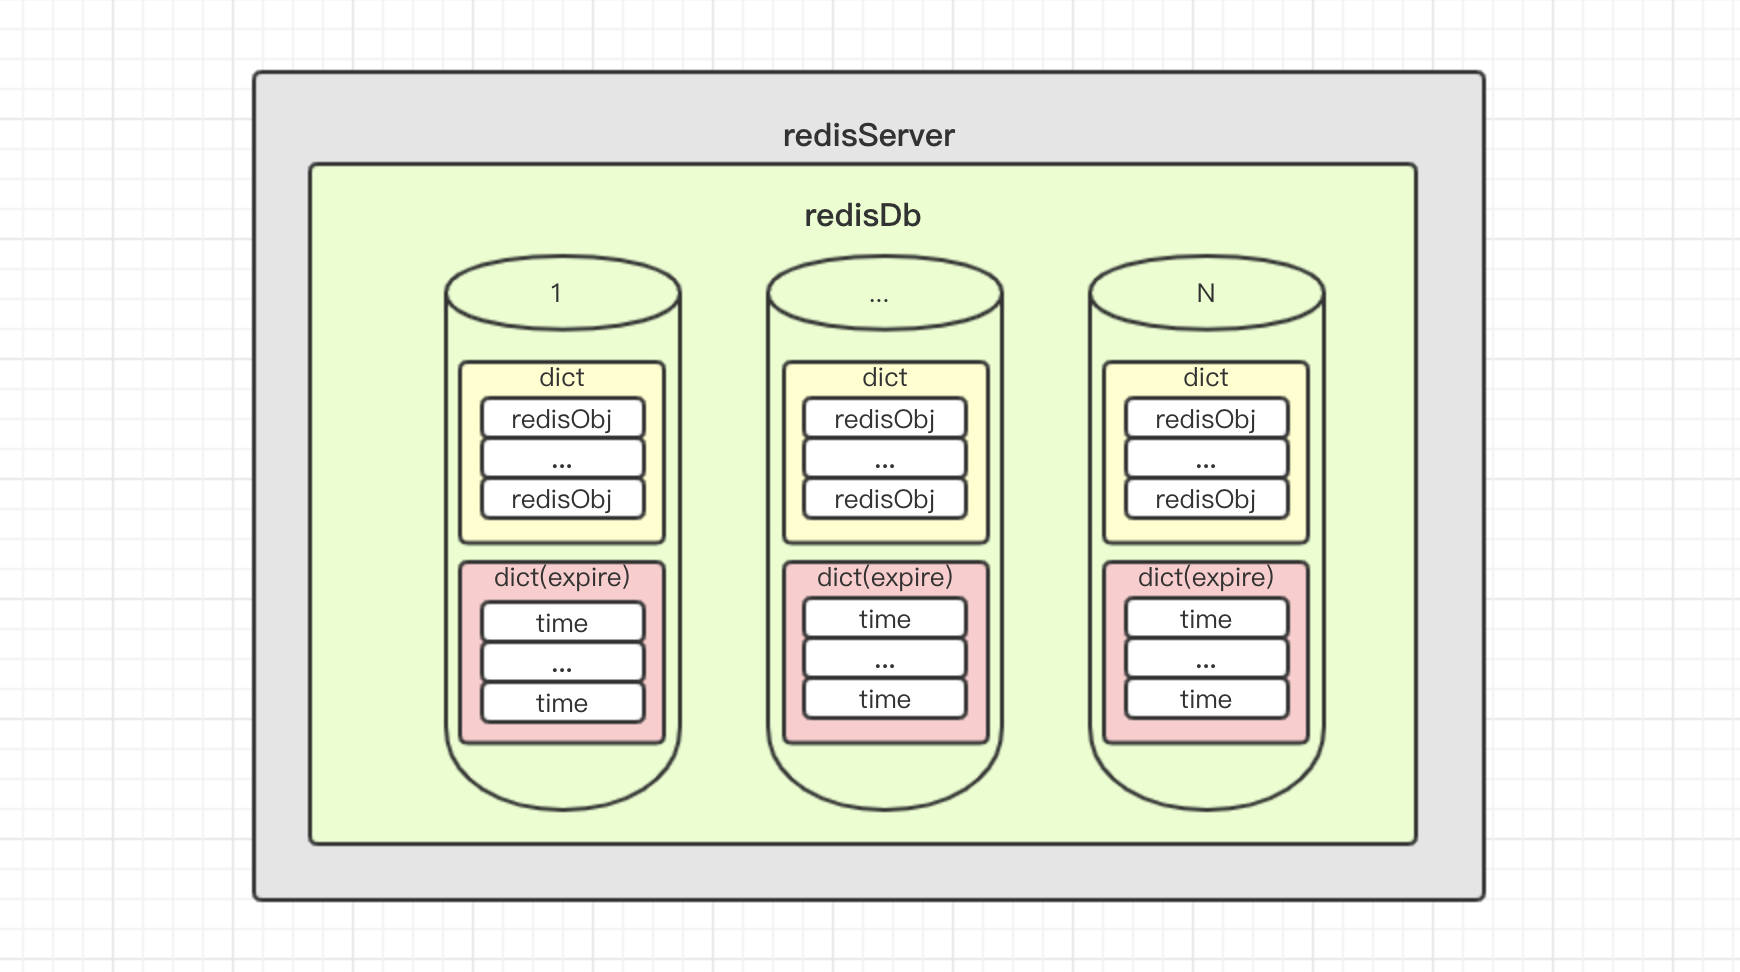 redisServer
redisDb
1
...
N
dict
redisObj
...
redisObj
dict(expire)
time
...
time
dict
redisObj
...
redisObj
dict(expire)
time
...
time
dict
redisObj
...
redisObj
dict(expire)
time
...
time